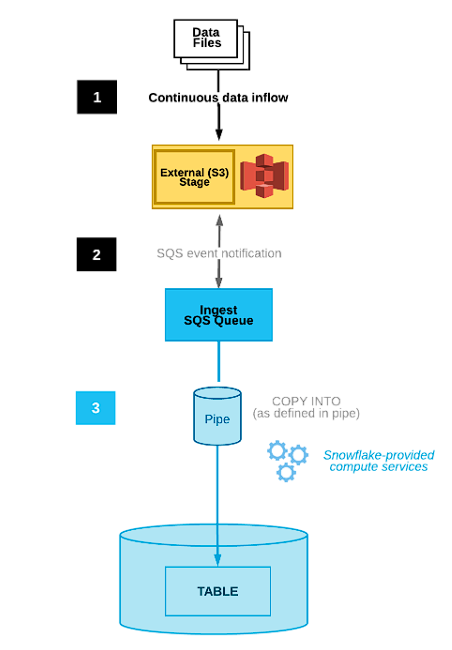 Data
Files
1
Continuous data inflow
External (S3)
Stage
2
SQS event notification
Ingest
SQS Queue
3
Pipe
COPY INTO
(as defined in pipe)
Snowflake-provided
compute services
TABLE